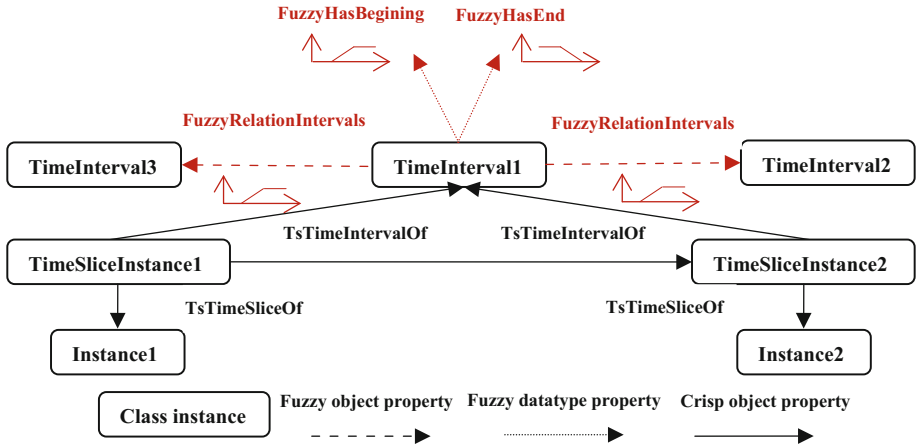 FuzzyHasBegining
FuzzyHasEnd
FuzzyRelationIntervals
FuzzyRelationIntervals
TimeInterval3
TimeInterval1
TimeInterval2
TsTimeIntervalOf
TsTimeIntervalOf
TimeSliceInstance1
TimeSliceInstance2
TsTimeSliceOf
TsTimeSliceOf
Instance1
Instance2
Class instance
Fuzzy object property
Fuzzy datatype property
Crisp object property